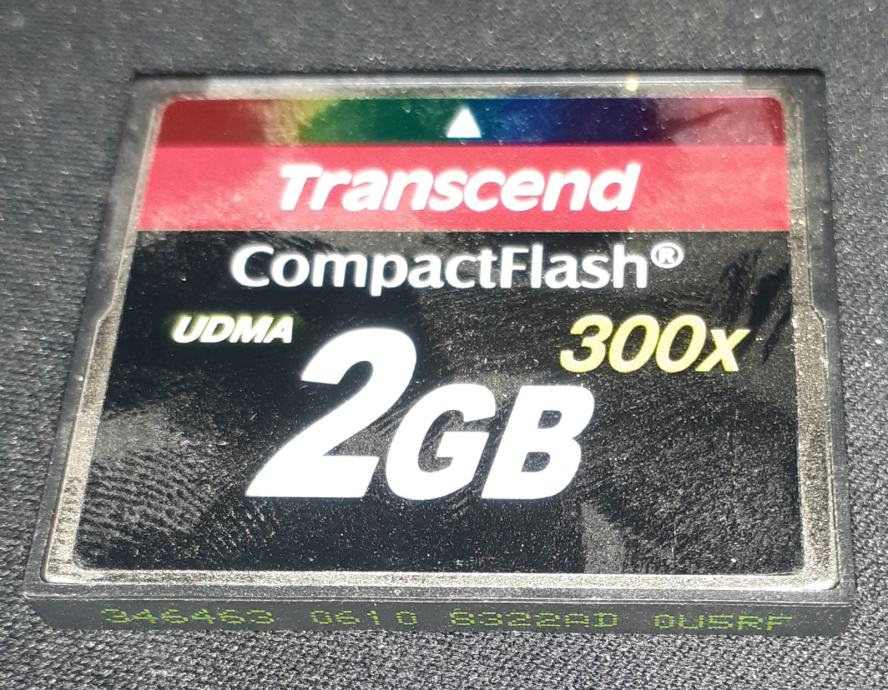 Transcend
CompactFlash®
UDMA 300x
2GB
346463 0610 8322AD 0U5RF